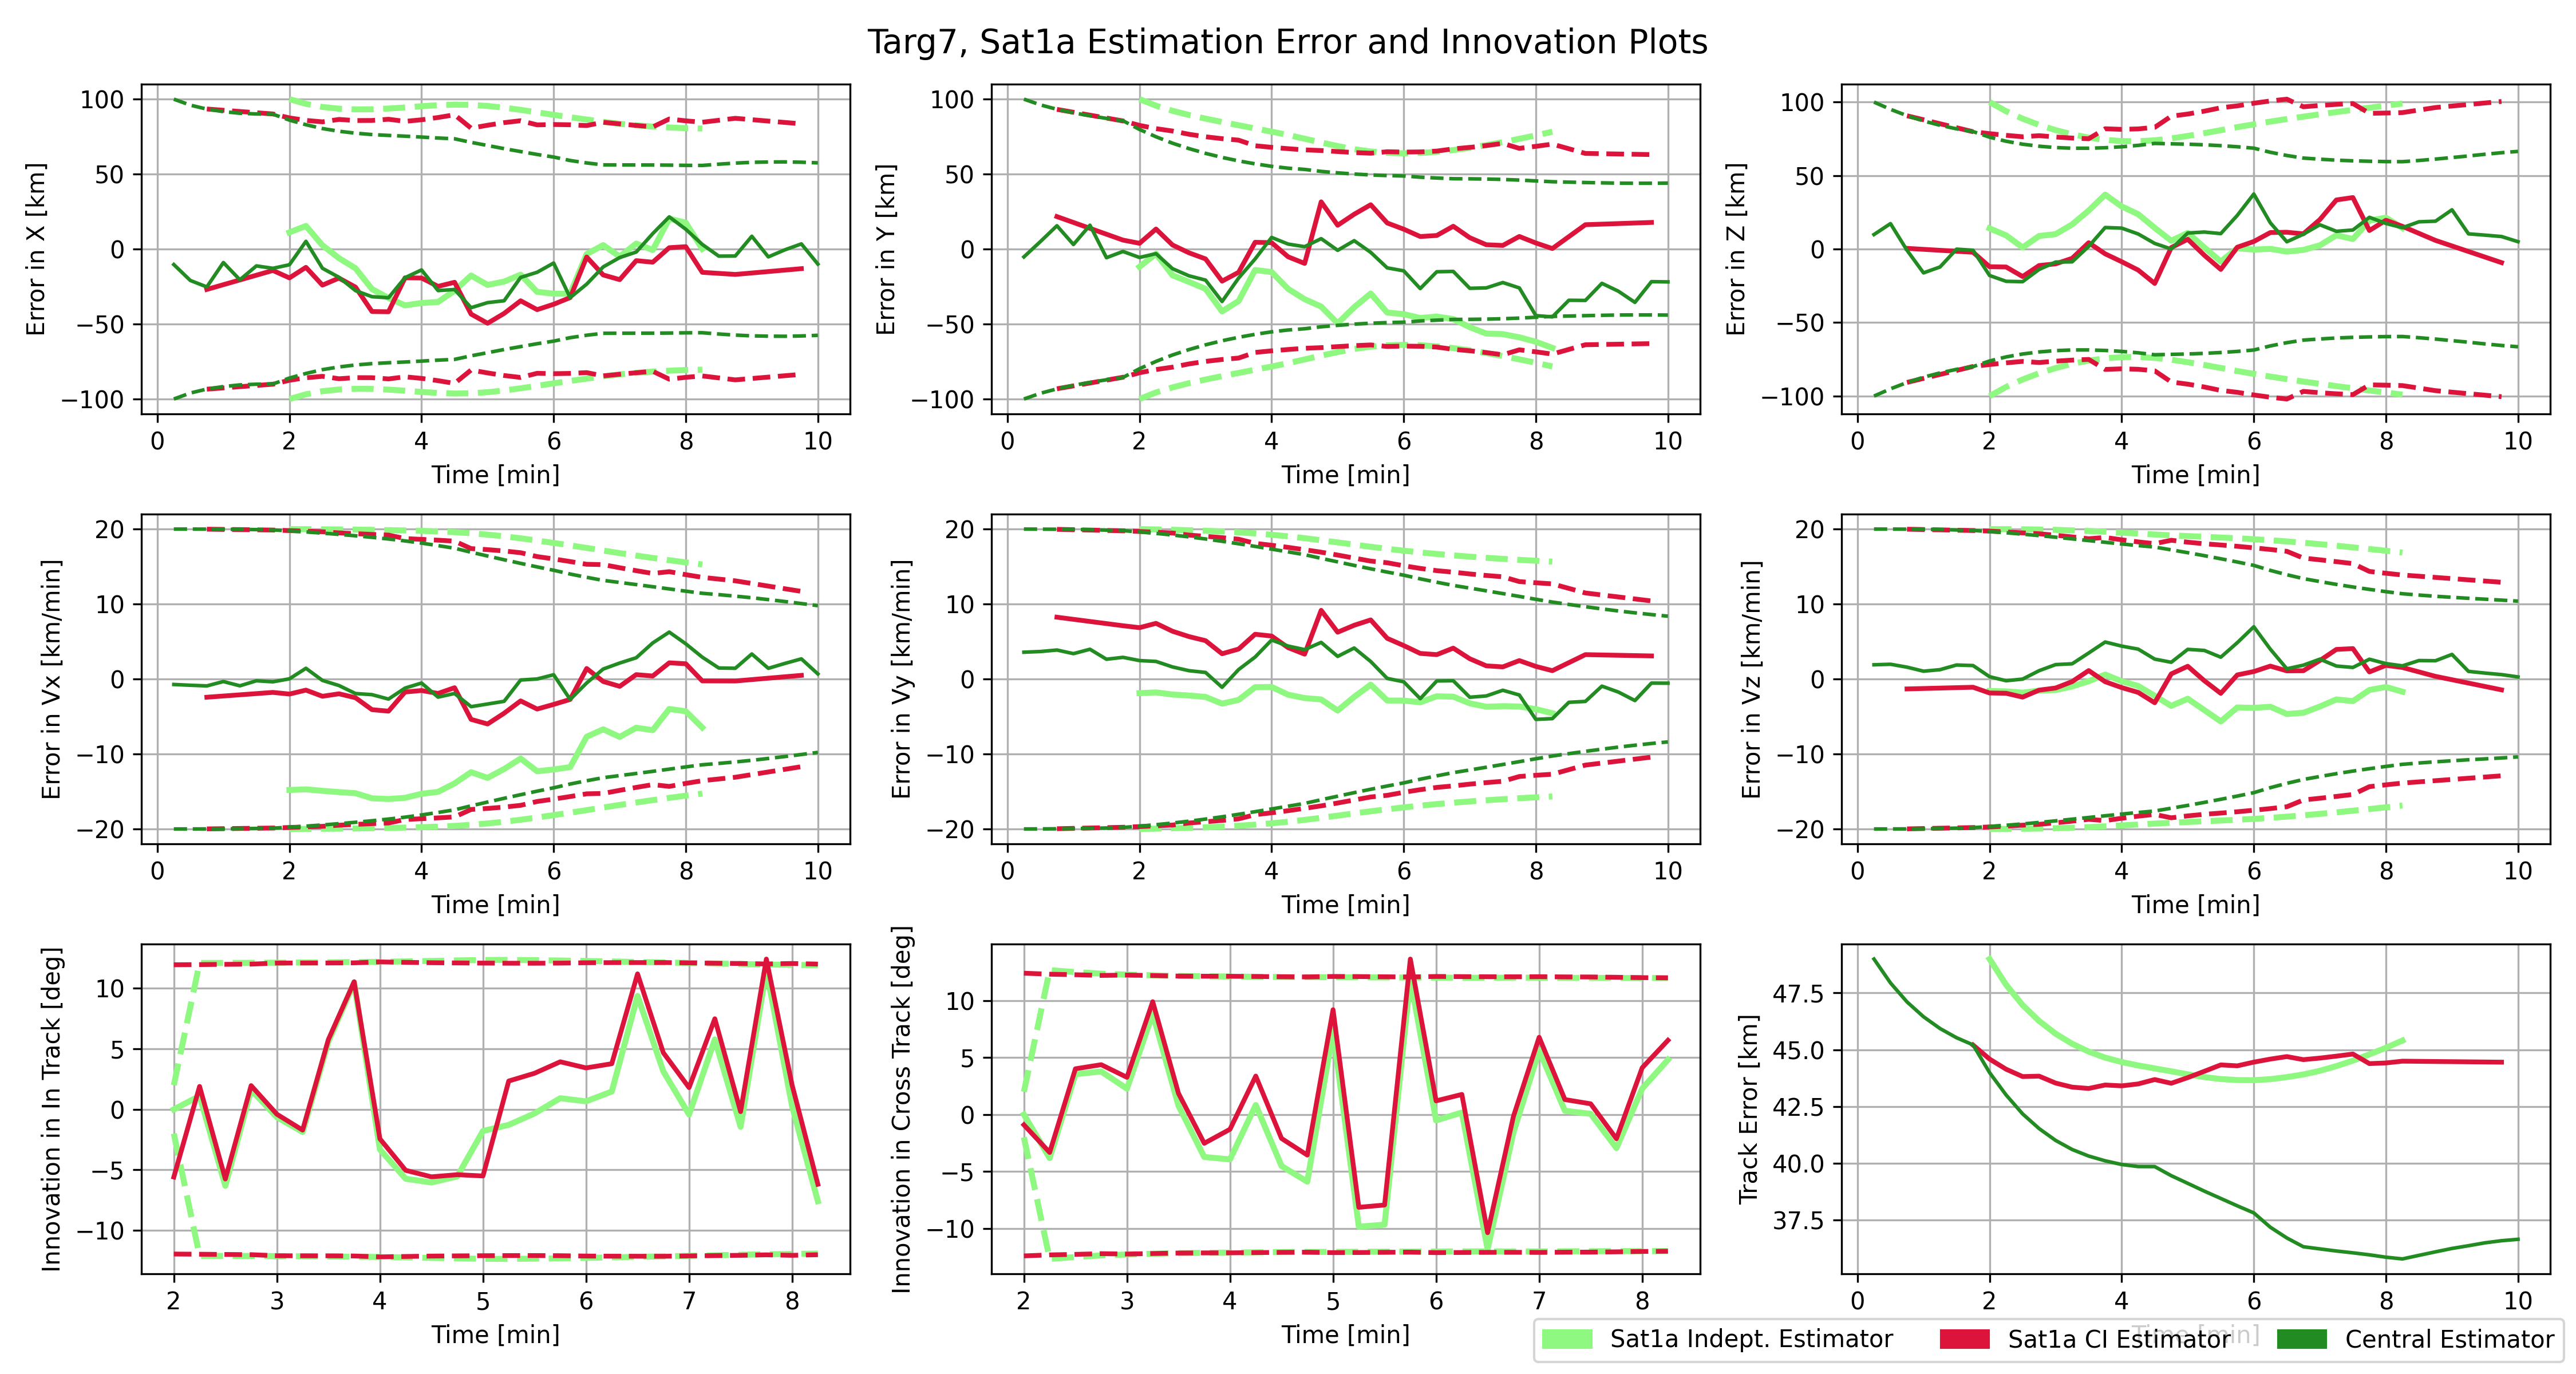 Targ7, Sat1a Estimation Error and Innovation Plots
Error in X [km]
100
50
0
−50
−100
0 2 4 6 8 10
Time [min]
Error in Y [km]
100
50
0
−50
−100
0 2 4 6 8 10
Time [min]
Error in Z [km]
100
50
0
−50
−100
0 2 4 6 8 10
Time [min]
Error in Vx [km/min]
20
10
0
−10
−20
0 2 4 6 8 10
Time [min]
Error in Vy [km/min]
20
10
0
−10
−20
0 2 4 6 8 10
Time [min]
Error in Vz [km/min]
20
10
0
−10
−20
0 2 4 6 8 10
Time [min]
Innovation in In Track [deg]
10
5
0
−5
−10
2 3 4 5 6 7 8
Time [min]
Innovation in Cross Track [deg]
10
5
0
−5
−10
2 3 4 5 6 7 8
Time [min]
Track Error [km]
47.5
45.0
42.5
40.0
37.5
0 2 4 6 8 10
Time [min]
Sat1a Indept. Estimator Sat1a CI Estimator Central Estimator